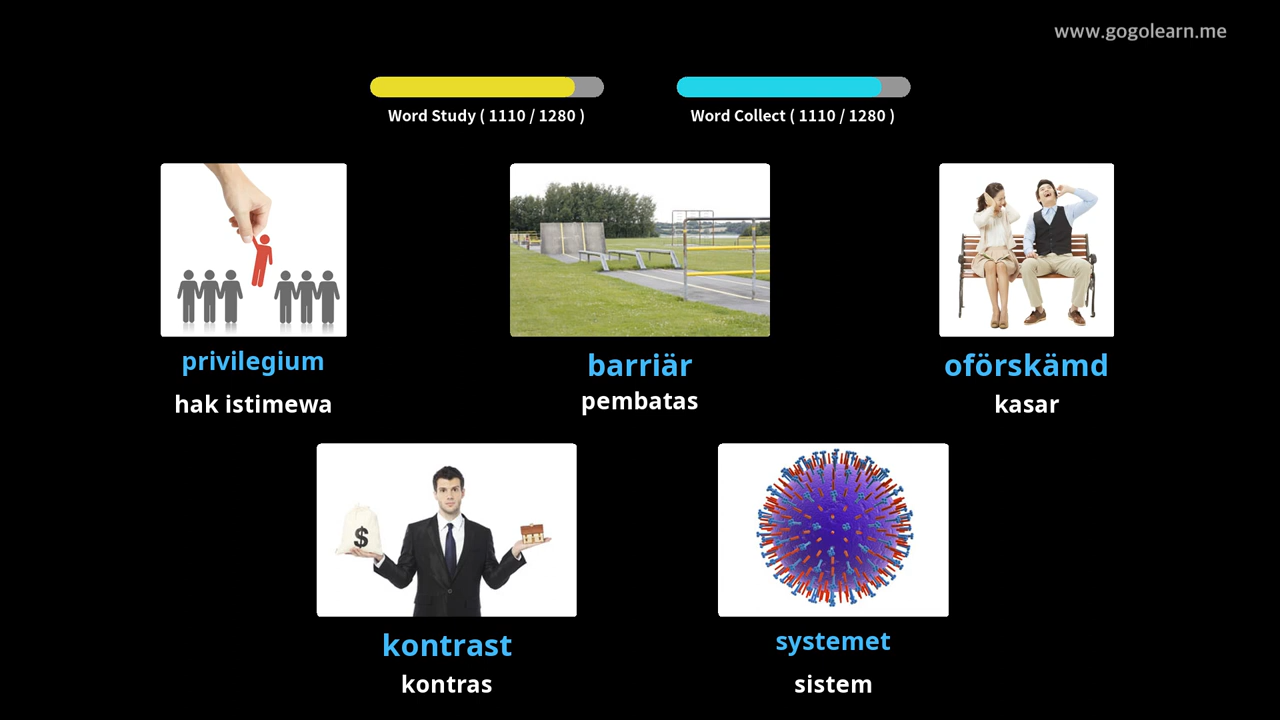 www.gogolearn.me
Word Study ( 1110 / 1280 )
Word Collect ( 1110 / 1280 )
privilegium
hak istimewa
barriär
pembatas
oförskämd
kasar
$
kontrast
kontras
systemet
sistem